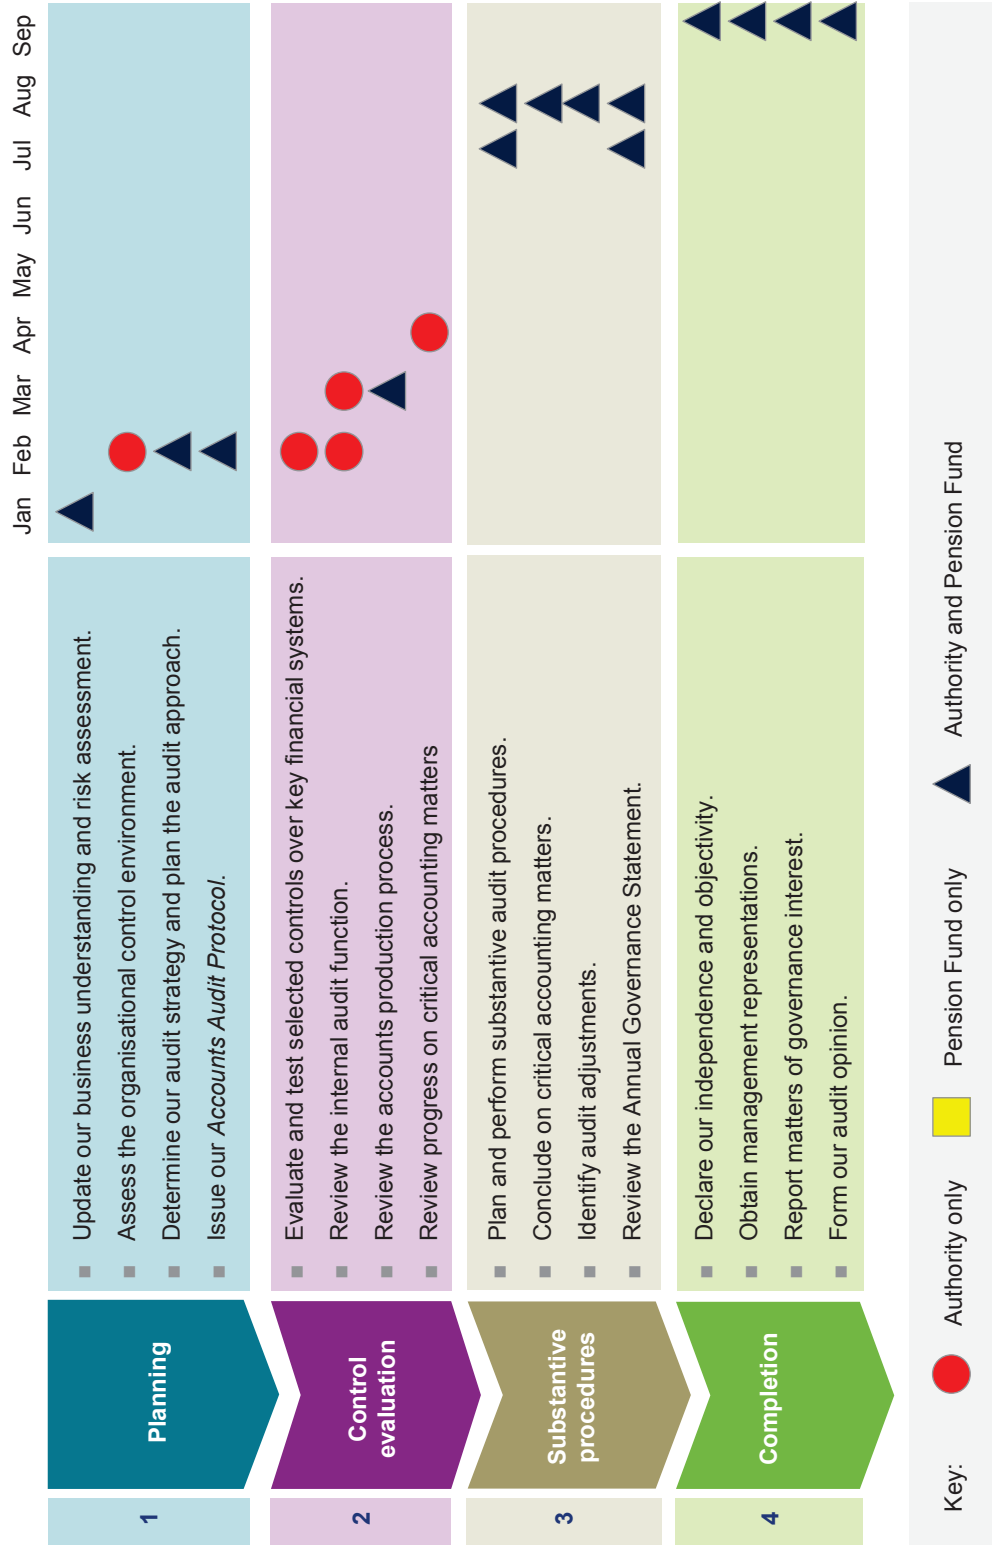 Jan Feb Mar Apr May Jun Jul Aug Sep
1
Planning
Update our business understanding and risk assessment.
Assess the organisational control environment.
Determine our audit strategy and plan the audit approach.
Issue our Accounts Audit Protocol.
2
Control
evaluation
Evaluate and test selected controls over key financial systems.
Review the internal audit function.
Review the accounts production process.
Review progress on critical accounting matters
3
Substantive
procedures
Plan and perform substantive audit procedures.
Conclude on critical accounting matters.
Identify audit adjustments.
Review the Annual Governance Statement.
4
Completion
Declare our independence and objectivity.
Obtain management representations.
Report matters of governance interest.
Form our audit opinion.
Key: Authority only Pension Fund only Authority and Pension Fund